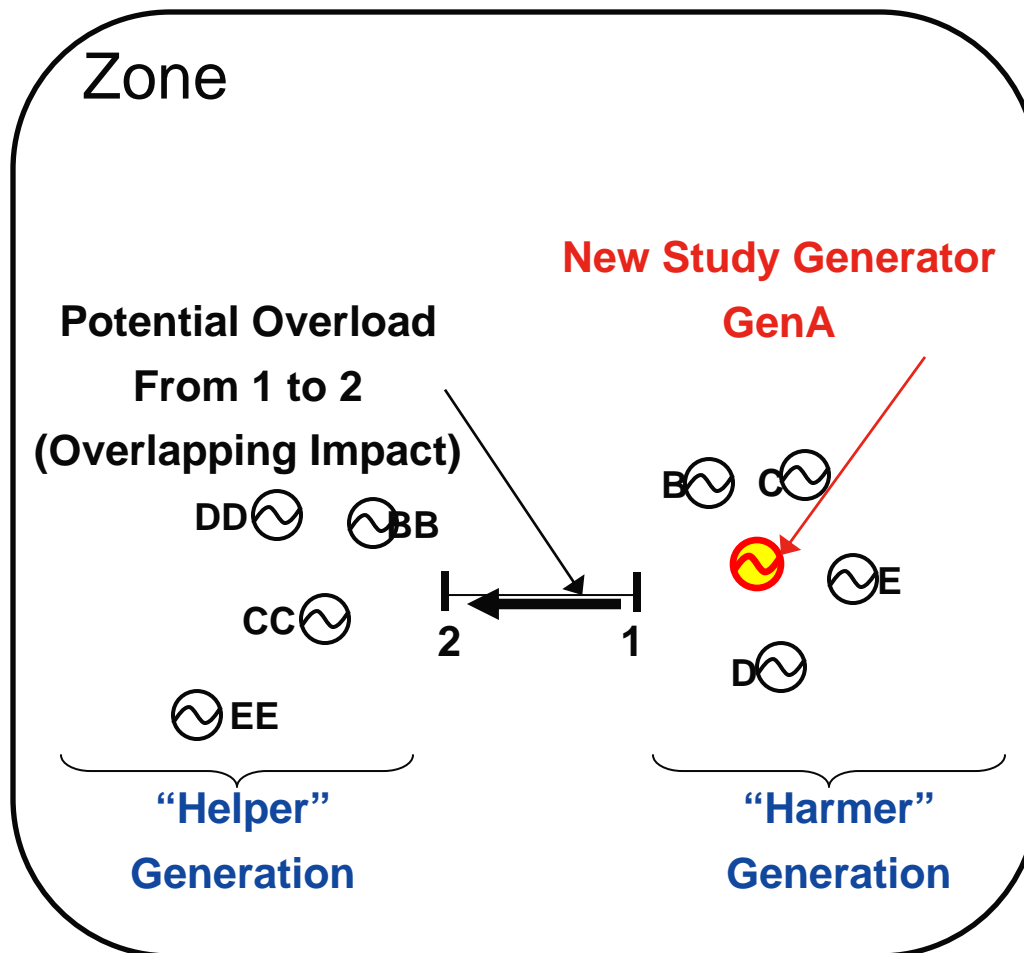 Zone
New Study Generator
GenA
Potential Overload
From 1 to 2
(Overlapping Impact)
B
C
DD
BB
E
CC
2
1
D
EE
“Helper”
Generation
“Harmer”
Generation